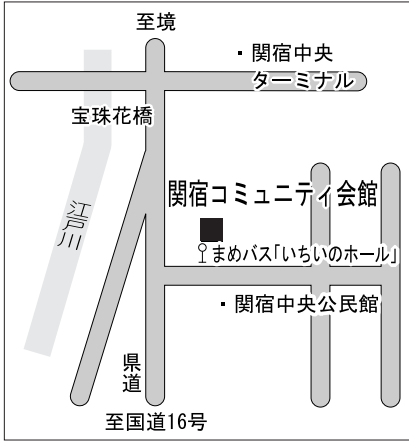 至境
・関宿中央
ターミナル
宝珠花橋
関宿コミュニティ会館
江戸川
まめバス「いちいのホール」
・関宿中央公民館
県道
至国道16号